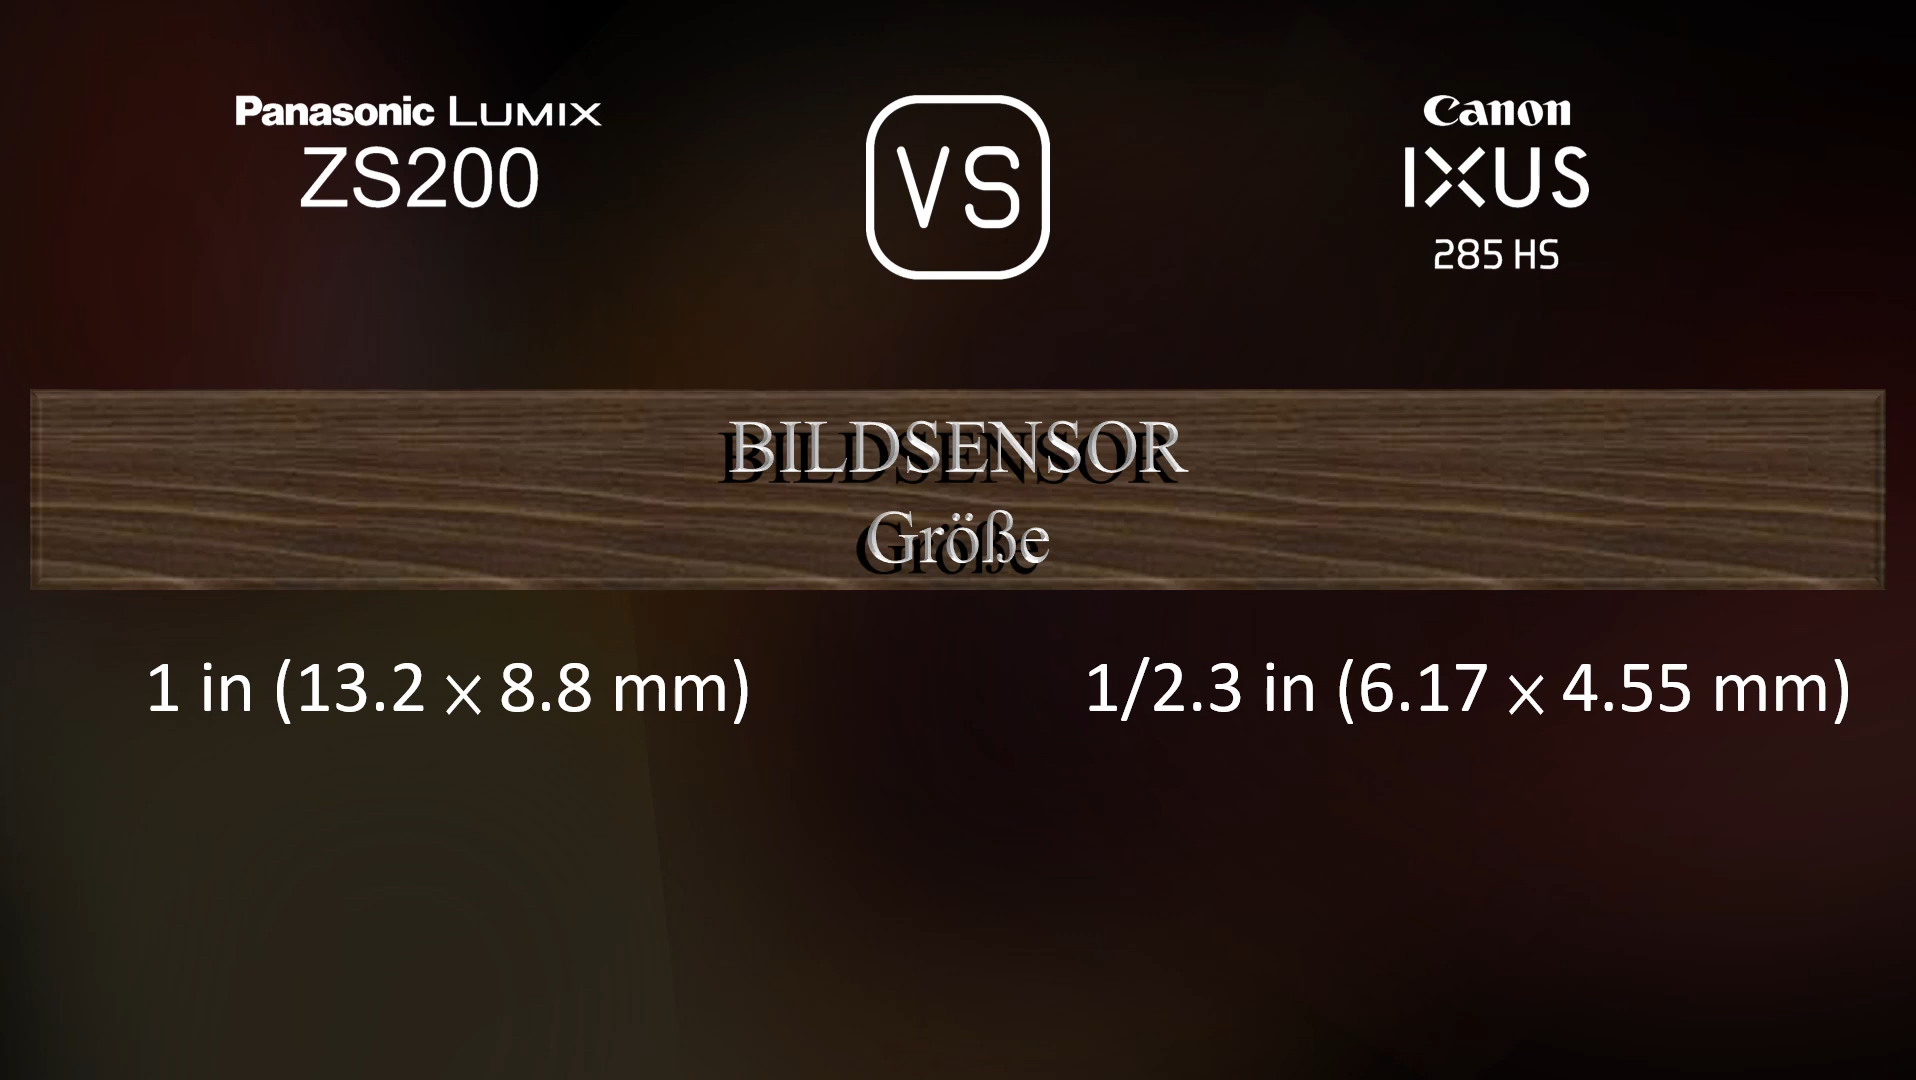 Panasonic LUMIX
ZS200
VS
Canon
IXUS
285 HS
BILDSENSOR
Größe
1 in (13.2 x 8.8 mm)
1/2.3 in (6.17 x 4.55 mm)